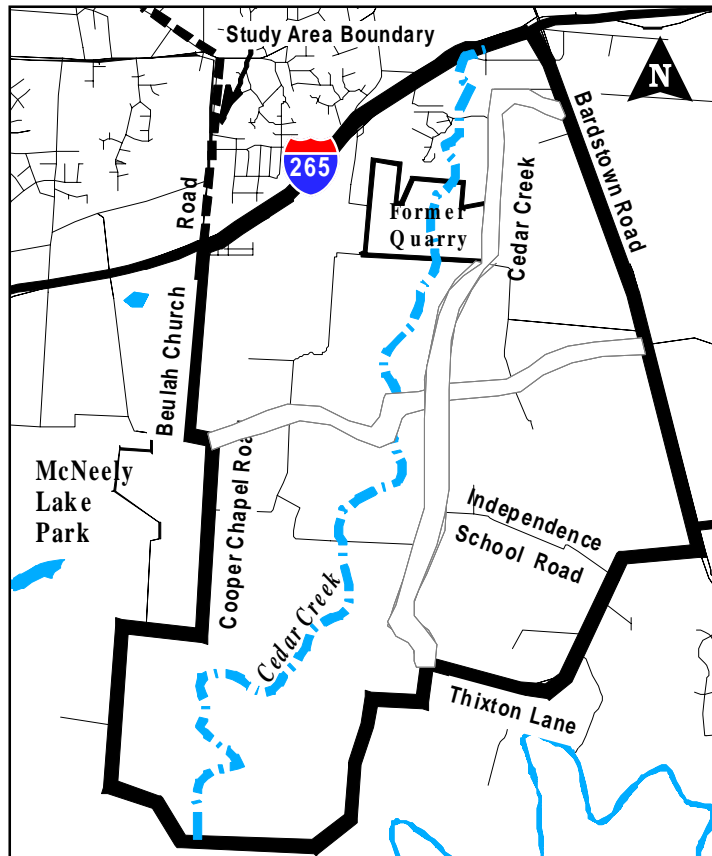 Study Area Boundary
N
265
Road
Bardstown Road
Former
Quarry
Cedar Creek
Beulah Church
McNeely
Lake
Park
Cooper Chapel Roa
Independence
School Road
Cedar Creek
Thixton Lane